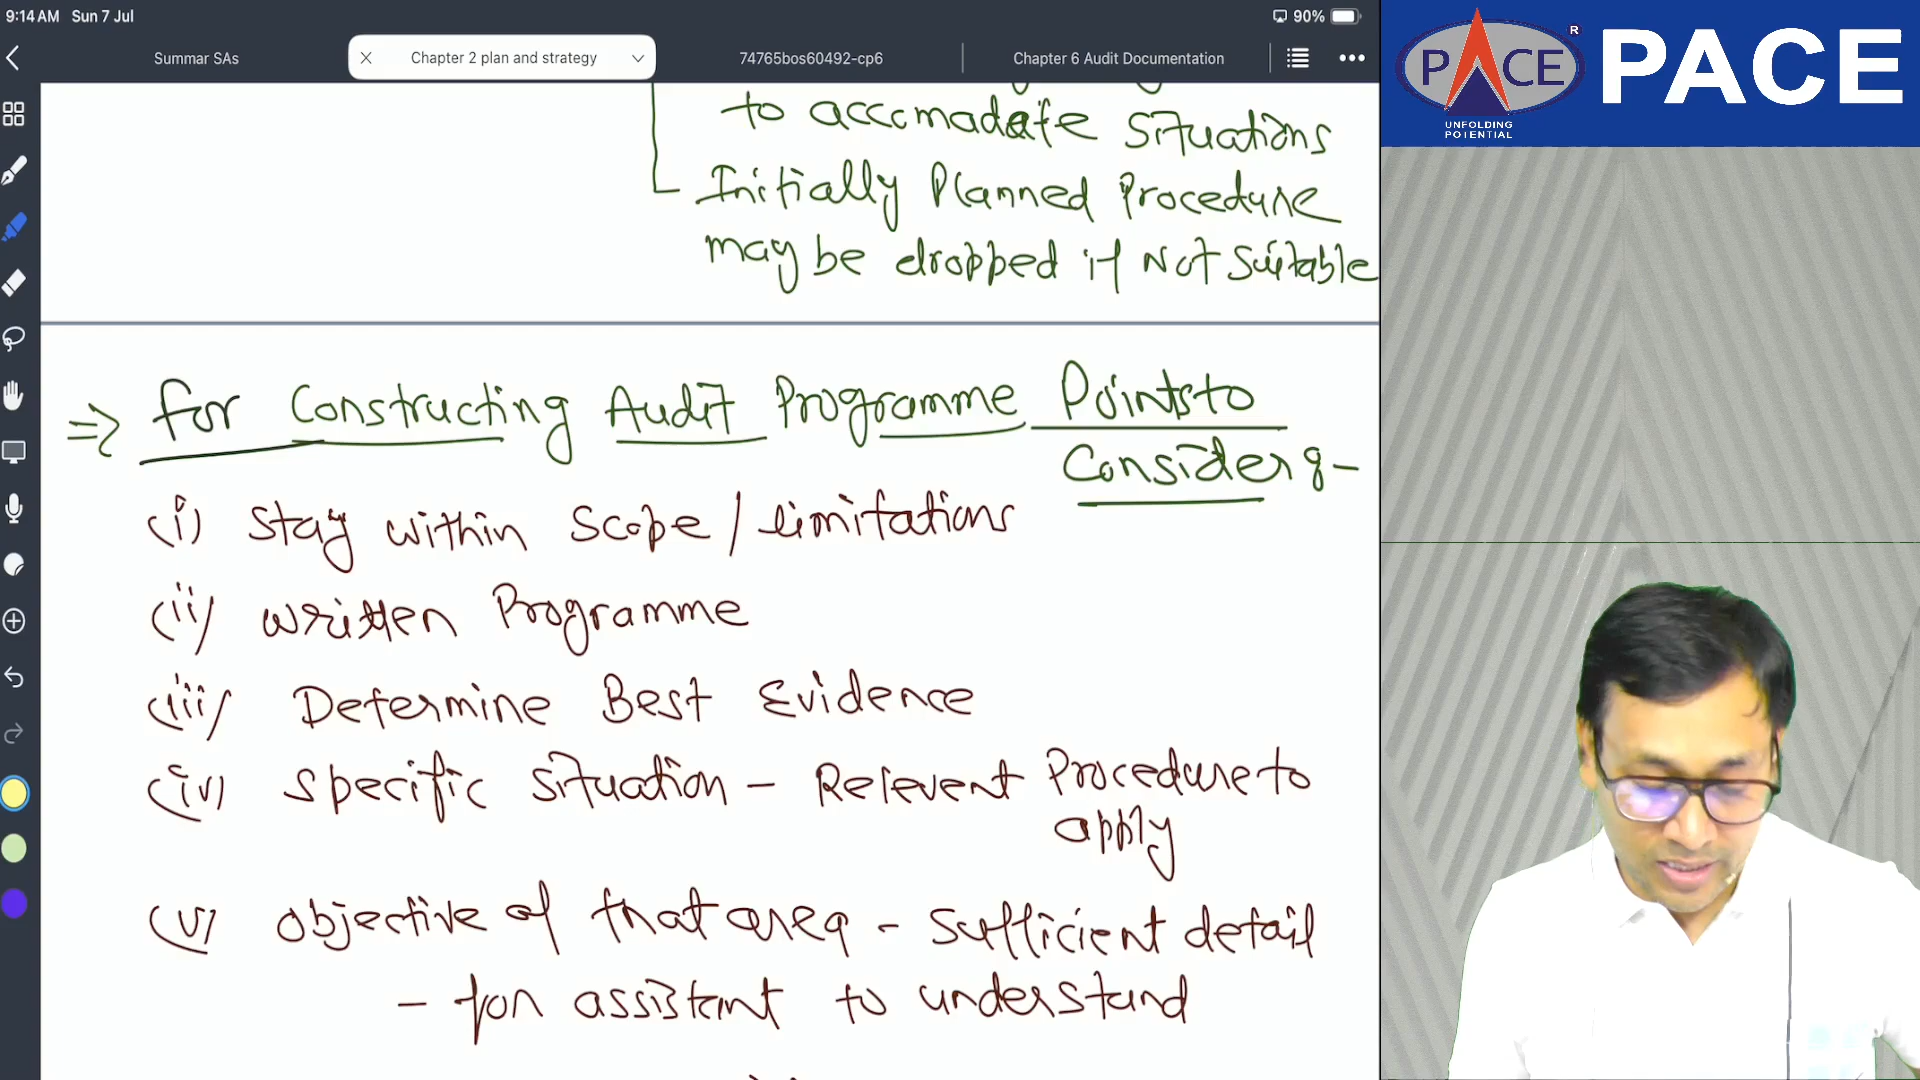 9:14 AM Sun 7 Jul
90%
Summar SAs
Chapter 2 plan and strategy
74765bos60492-cp6
Chapter 6 Audit Documentation
PACE
®
UNFOLDING
POTENTIAL
PACE
to accomadate situations
Initially Planned Procedure
may be dropped if Not suitable
⇒ for Constructing Audit Programme Points to
Consider :-
(i) Stay within Scope / limitations
(ii) written Programme
(iii) Determine Best Evidence
(iv) specific situation - Relevent Procedure to
apply
(v) objective of that area - sufficient detail
- for assistant to understand